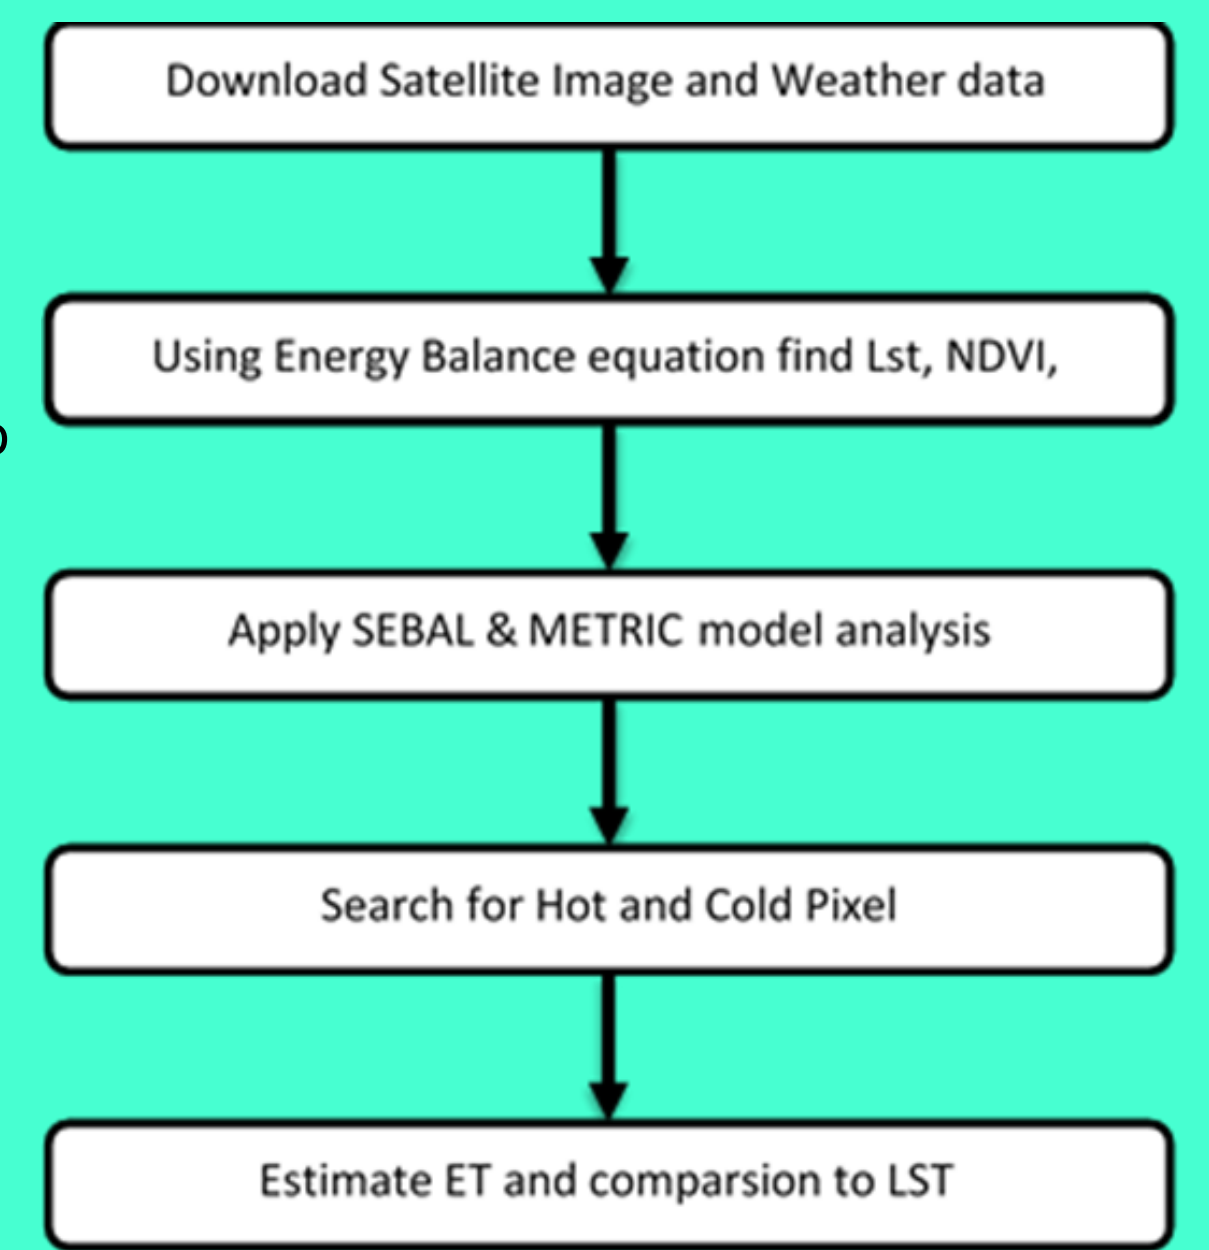 Download Satellite Image and Weather data
Using Energy Balance equation find Lst, NDVI,
Apply SEBAL & METRIC model analysis
Search for Hot and Cold Pixel
Estimate ET and comparsion to LST